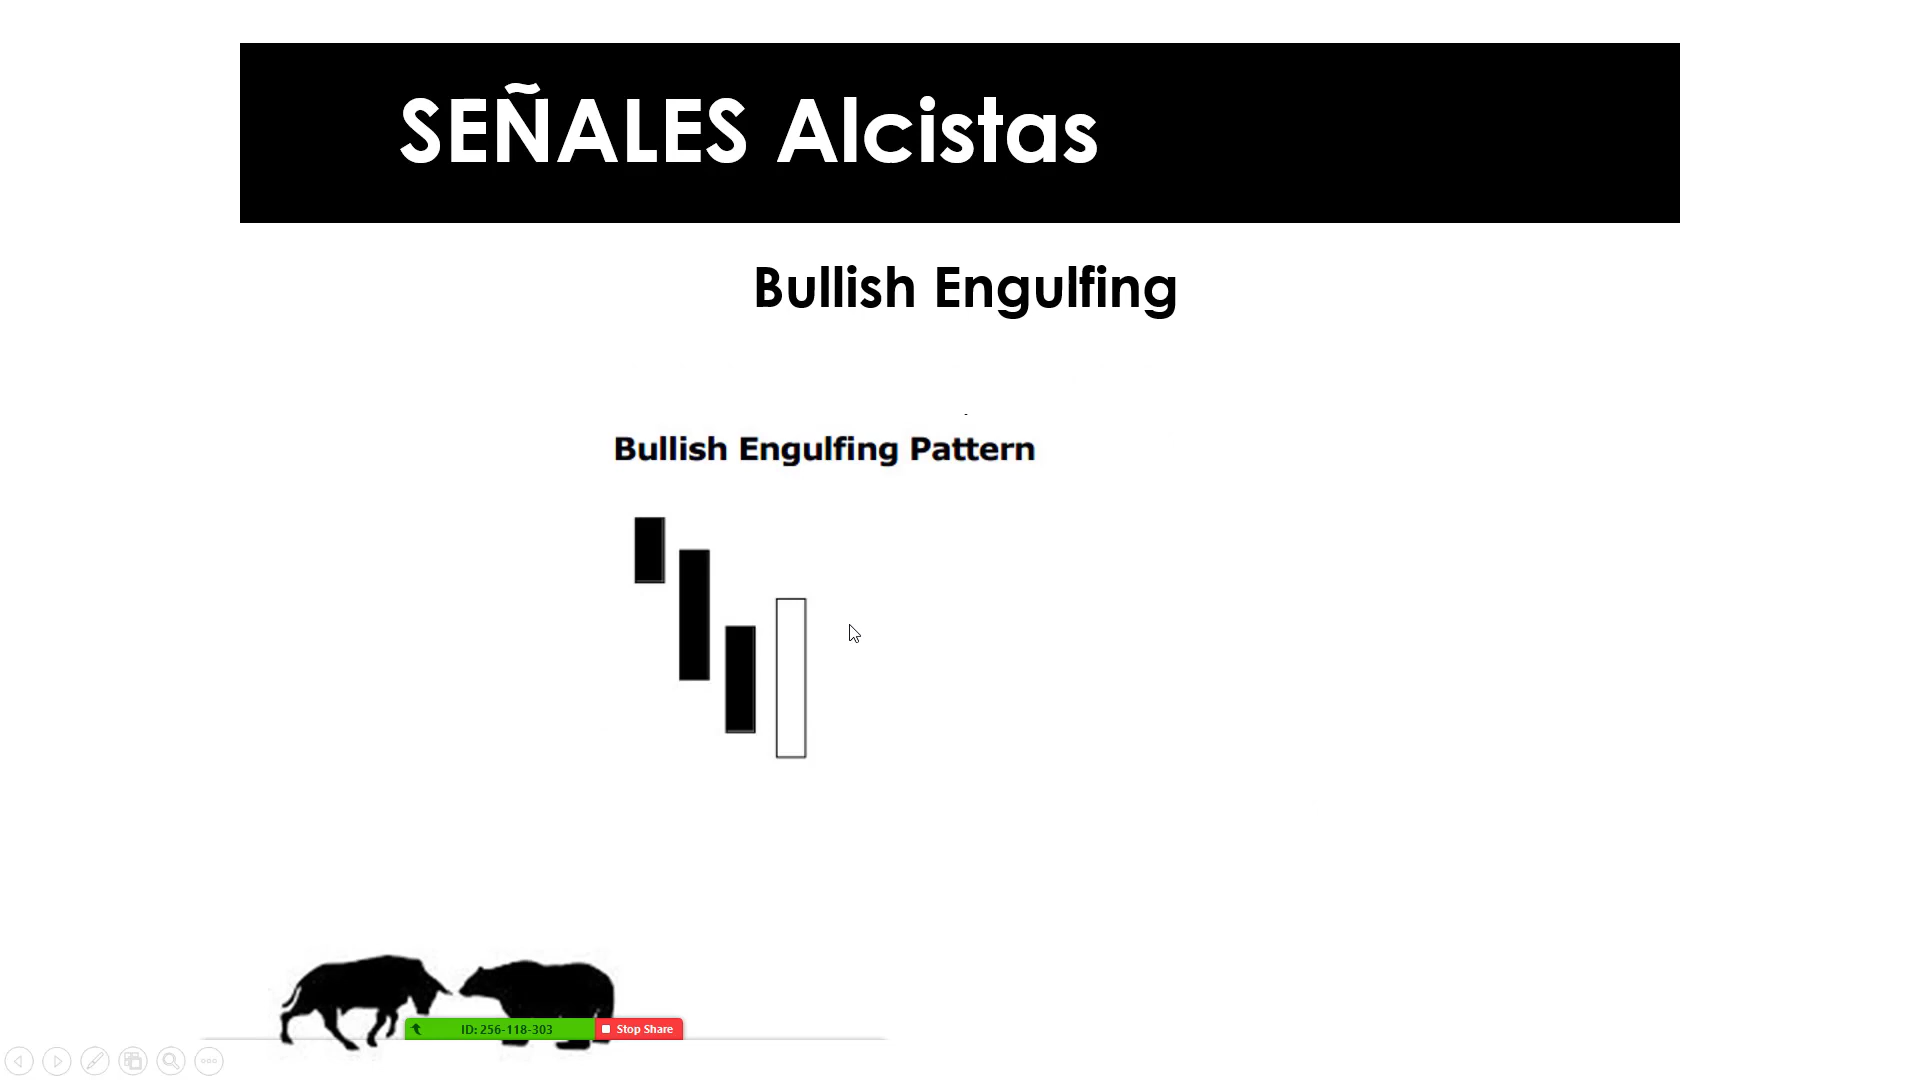 SEÑALES Alcistas
Bullish Engulfing
Bullish Engulfing Pattern
ID: 256-118-303
Stop Share